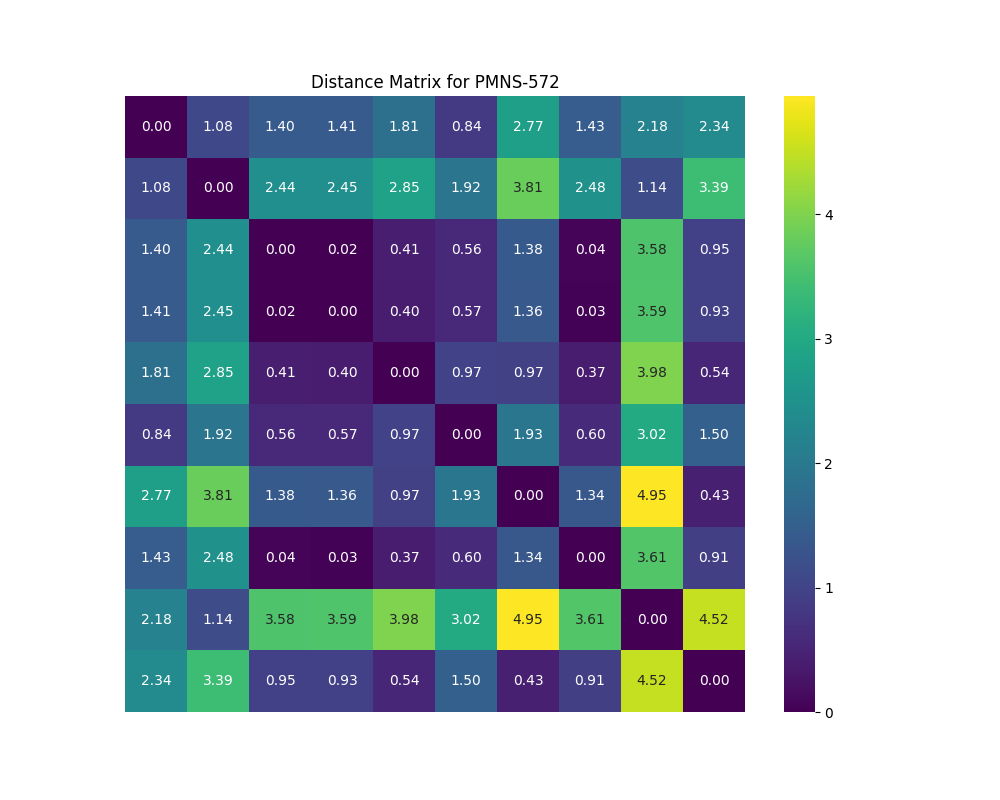 Distance Matrix for PMNS-572
0.00 1.08 1.40 1.41 1.81 0.84 2.77 1.43 2.18 2.34
1.08 0.00 2.44 2.45 2.85 1.92 3.81 2.48 1.14 3.39
1.40 2.44 0.00 0.02 0.41 0.56 1.38 0.04 3.58 0.95
1.41 2.45 0.02 0.00 0.40 0.57 1.36 0.03 3.59 0.93
1.81 2.85 0.41 0.40 0.00 0.97 0.97 0.37 3.98 0.54
0.84 1.92 0.56 0.57 0.97 0.00 1.93 0.60 3.02 1.50
2.77 3.81 1.38 1.36 0.97 1.93 0.00 1.34 4.95 0.43
1.43 2.48 0.04 0.03 0.37 0.60 1.34 0.00 3.61 0.91
2.18 1.14 3.58 3.59 3.98 3.02 4.95 3.61 0.00 4.52
2.34 3.39 0.95 0.93 0.54 1.50 0.43 0.91 4.52 0.00
4
3
2
1
0